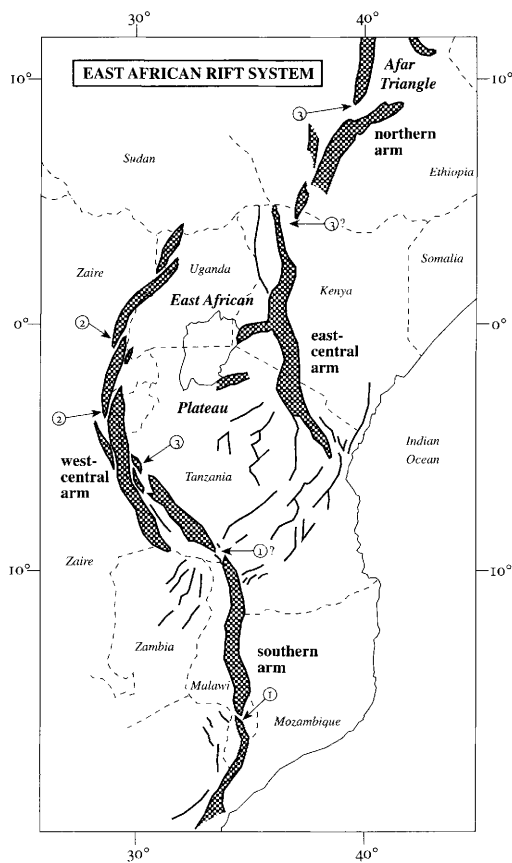 30° 40°
10° 10°
EAST AFRICAN RIFT SYSTEM
Afar
Triangle
3
northern
arm
Sudan
Ethiopia
3?
Somalia
Zaire
Uganda
Kenya
East African
2
0° 0°
east-
central
arm
Plateau
2
3
Indian
Ocean
west-
central
arm
Tanzania
1?
Zaire
10° 10°
Zambia
southern
arm
Malawi
1
Mozambique
30° 40°